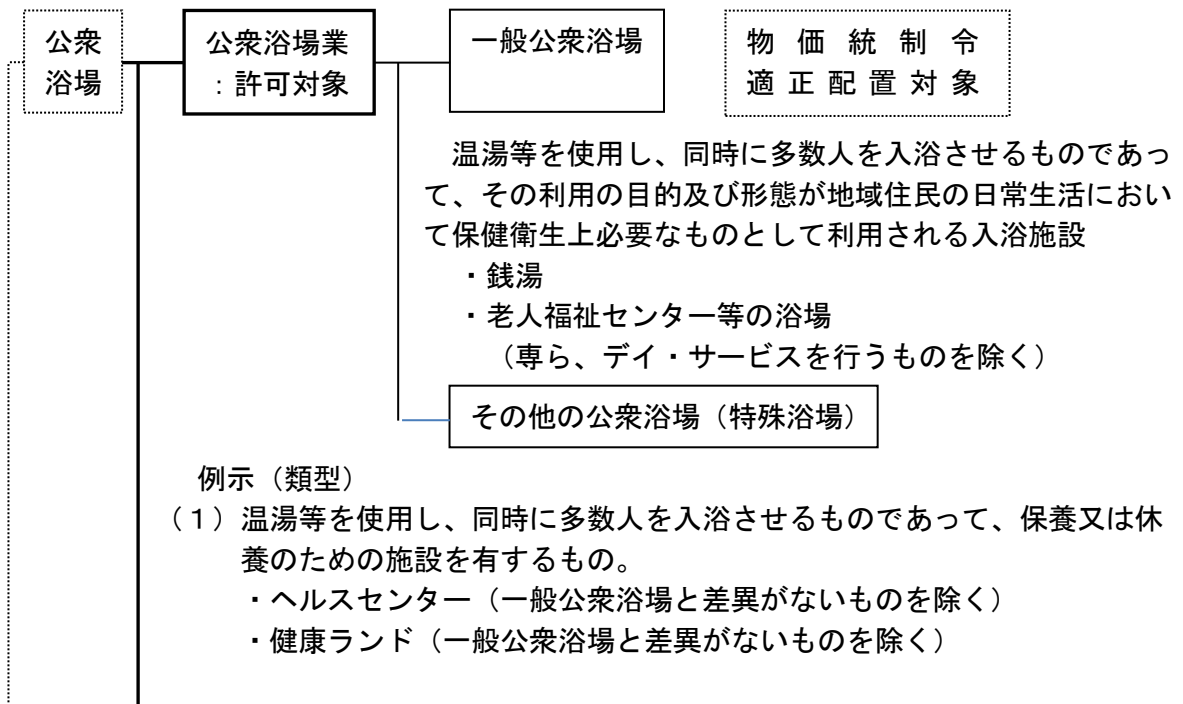 公衆
浴場
公衆浴場業
:許可対象
一般公衆浴場
物価統制令
適正配置対象
温湯等を使用し、同時に多数人を入浴させるものであっ
て、その利用の目的及び形態が地域住民の日常生活におい
て保健衛生上必要なものとして利用される入浴施設
・銭湯
・老人福祉センター等の浴場
(専ら、デイ・サービスを行うものを除く)
その他の公衆浴場(特殊浴場)
例示(類型)
(1)温湯等を使用し、同時に多数人を入浴させるものであって、保養又は休
養のための施設を有するもの。
・ヘルスセンター(一般公衆浴場と差異がないものを除く)
・健康ランド(一般公衆浴場と差異がないものを除く)